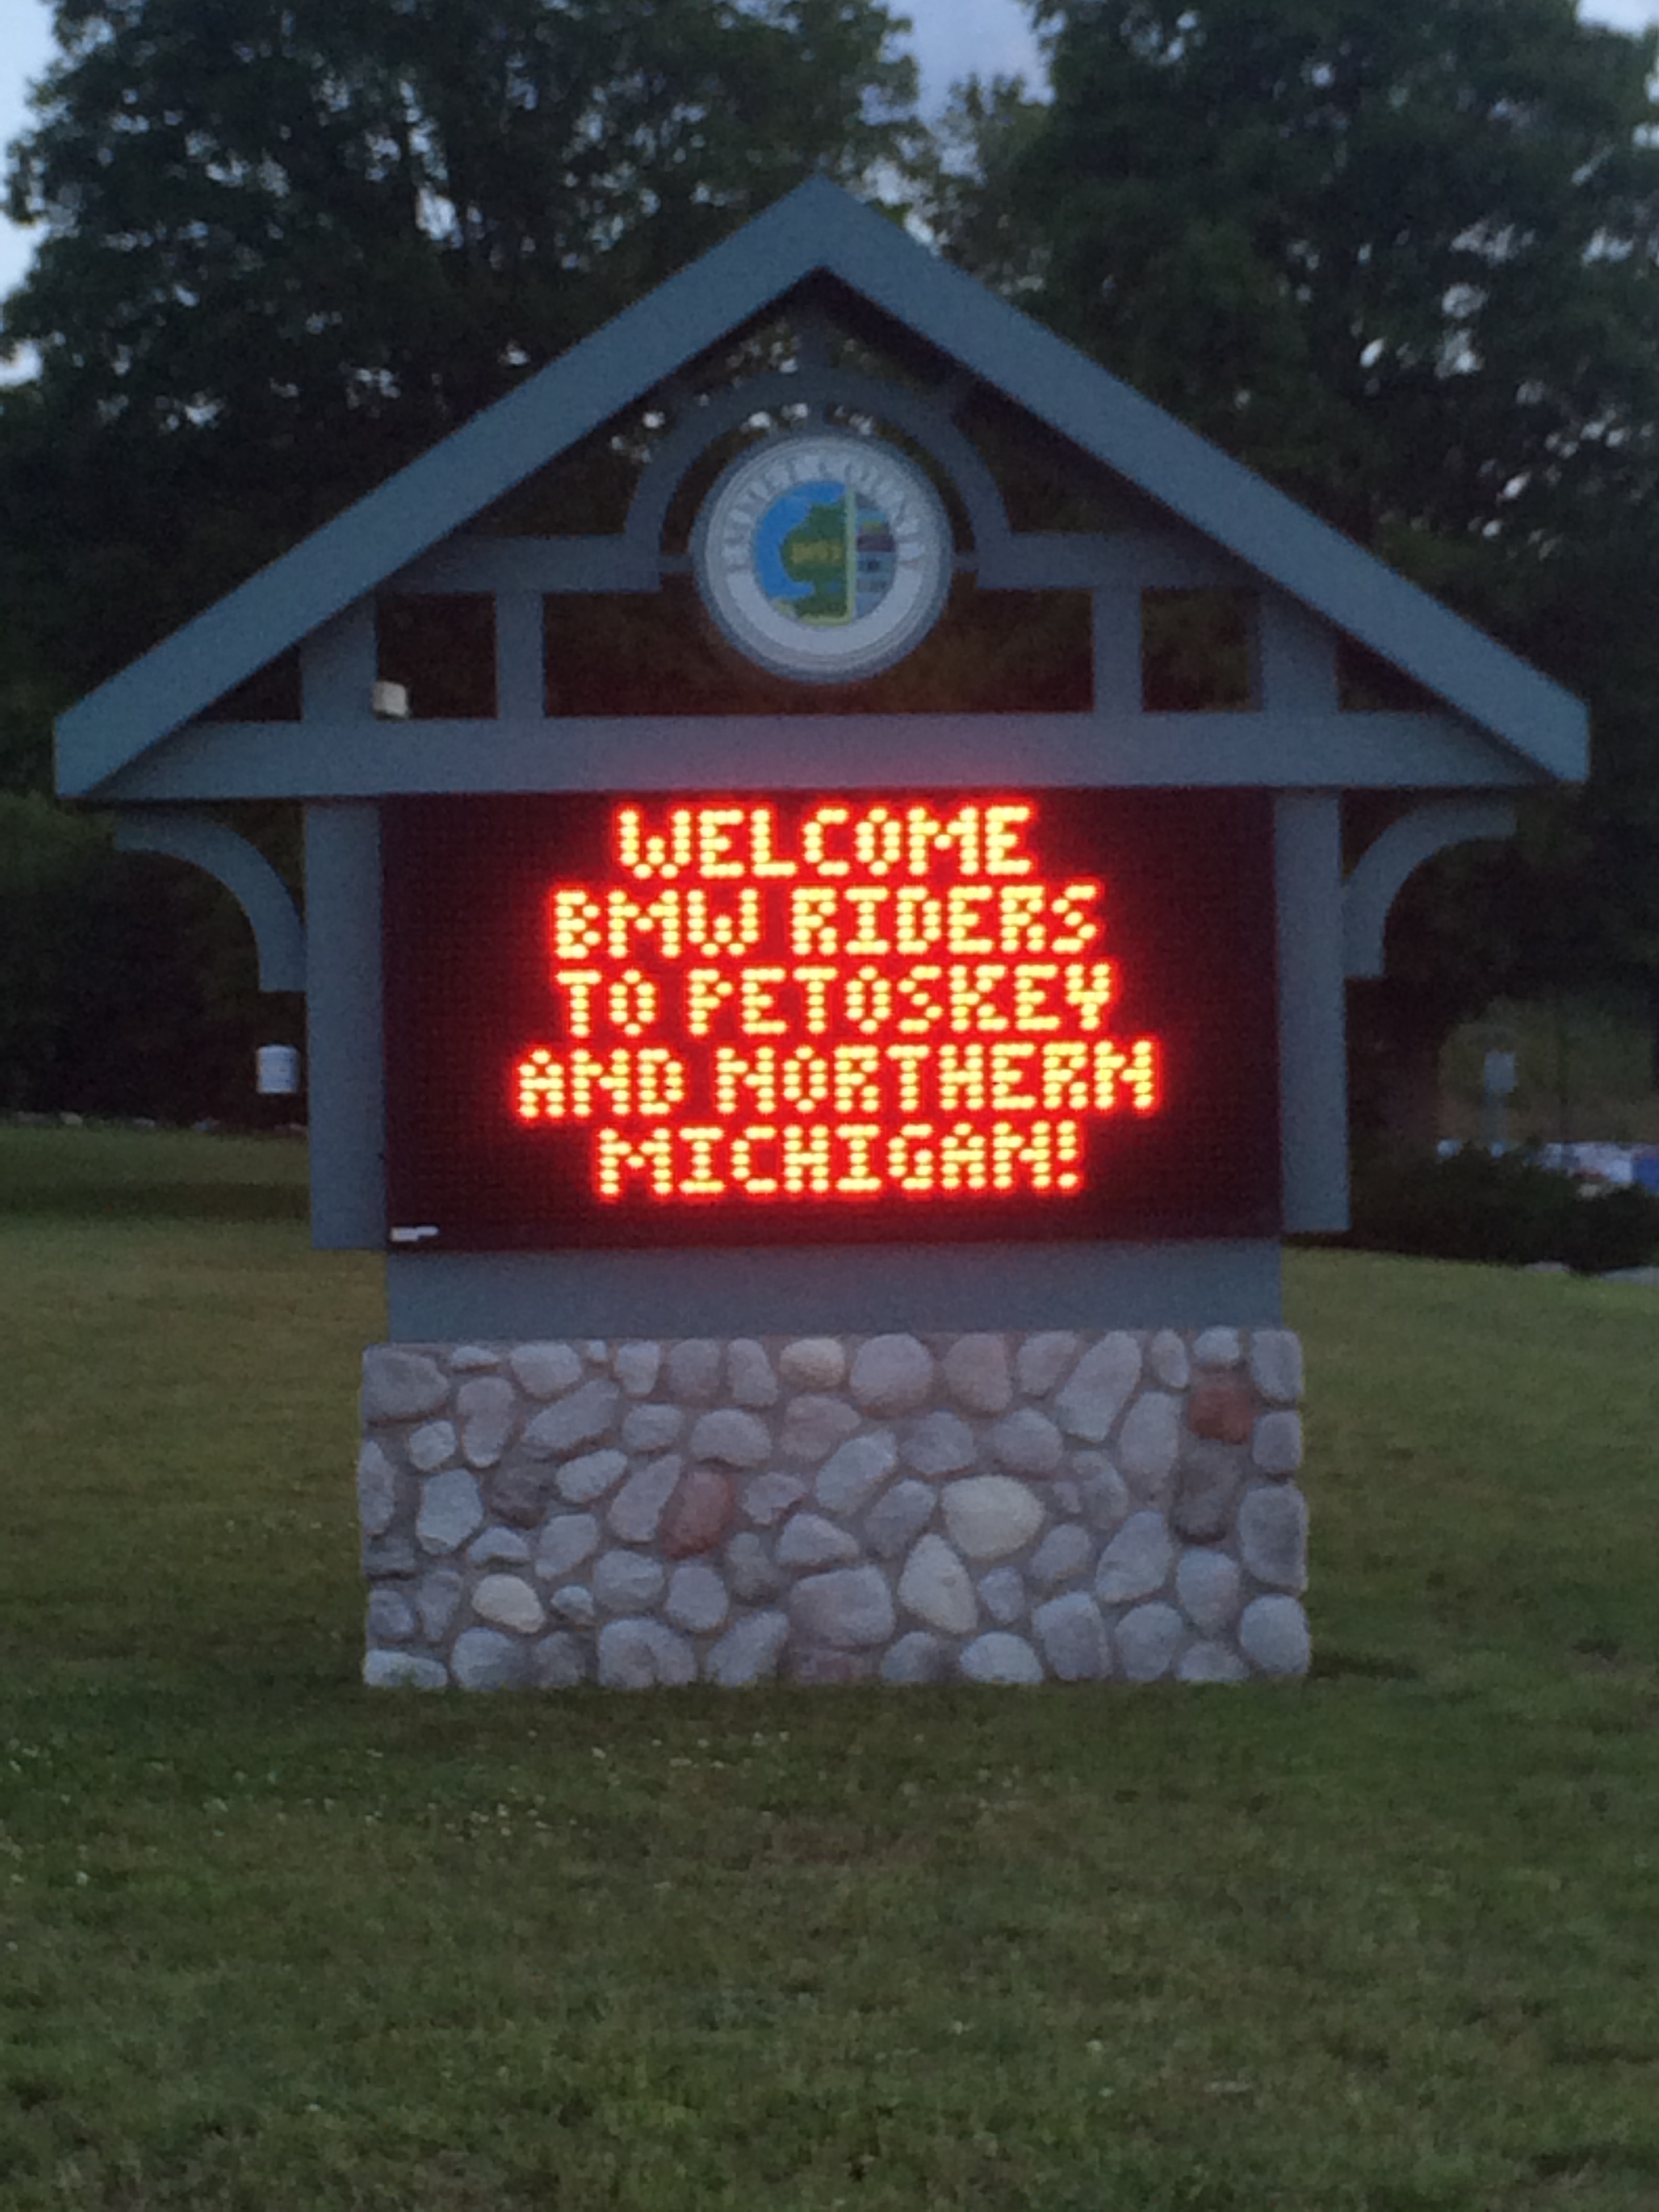 WELCOME
BMW RIDERS
TO PETOSKEY
AND NORTHERN
MICHIGAN!